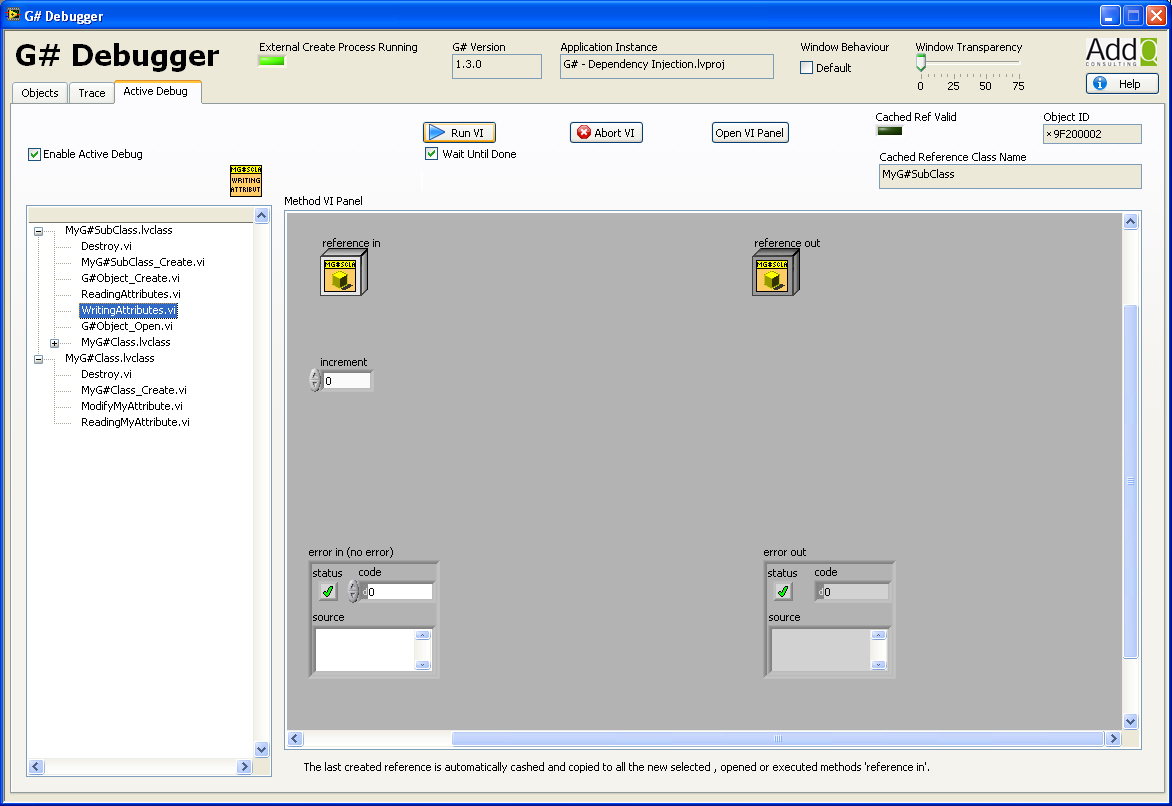 G# Debugger
G# Debugger
External Create Process Running
G# Version
1.3.0
Application Instance
G# - Dependency Injection.lvproj
Window Behaviour
Default
Window Transparency
0 25 50 75
AddQ
CONSULTING
Help
Objects Trace Active Debug
Run VI
Wait Until Done
Abort VI
Open VI Panel
Cached Ref Valid
Object ID
×9F200002
Cached Reference Class Name
MyG#SubClass
Enable Active Debug
MG#SCLA
WRITING
ATTRIBUT
MyG#SubClass.lvclass
Destroy.vi
MyG#SubClass_Create.vi
G#Object_Create.vi
ReadingAttributes.vi
WritingAttributes.vi
G#Object_Open.vi
MyG#Class.lvclass
MyG#Class.lvclass
Destroy.vi
MyG#Class_Create.vi
ModifyMyAttribute.vi
ReadingMyAttribute.vi
Method VI Panel
reference in
MG#SCLA
reference out
MG#SCLA
increment
0
error in (no error)
status code
d0
source
error out
status code
d0
source
The last created reference is automatically cashed and copied to all the new selected , opened or executed methods 'reference in'.